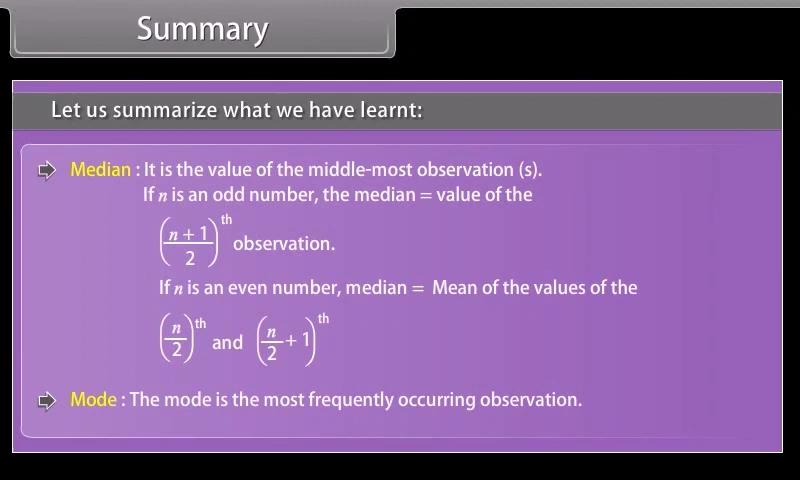 Summary
Let us summarize what we have learnt:
Median : It is the value of the middle-most observation (s).
If n is an odd number, the median = value of the
((n + 1)/2)th observation.
If n is an even number, median = Mean of the values of the
(n/2)th and (n/2 + 1)th
Mode : The mode is the most frequently occurring observation.